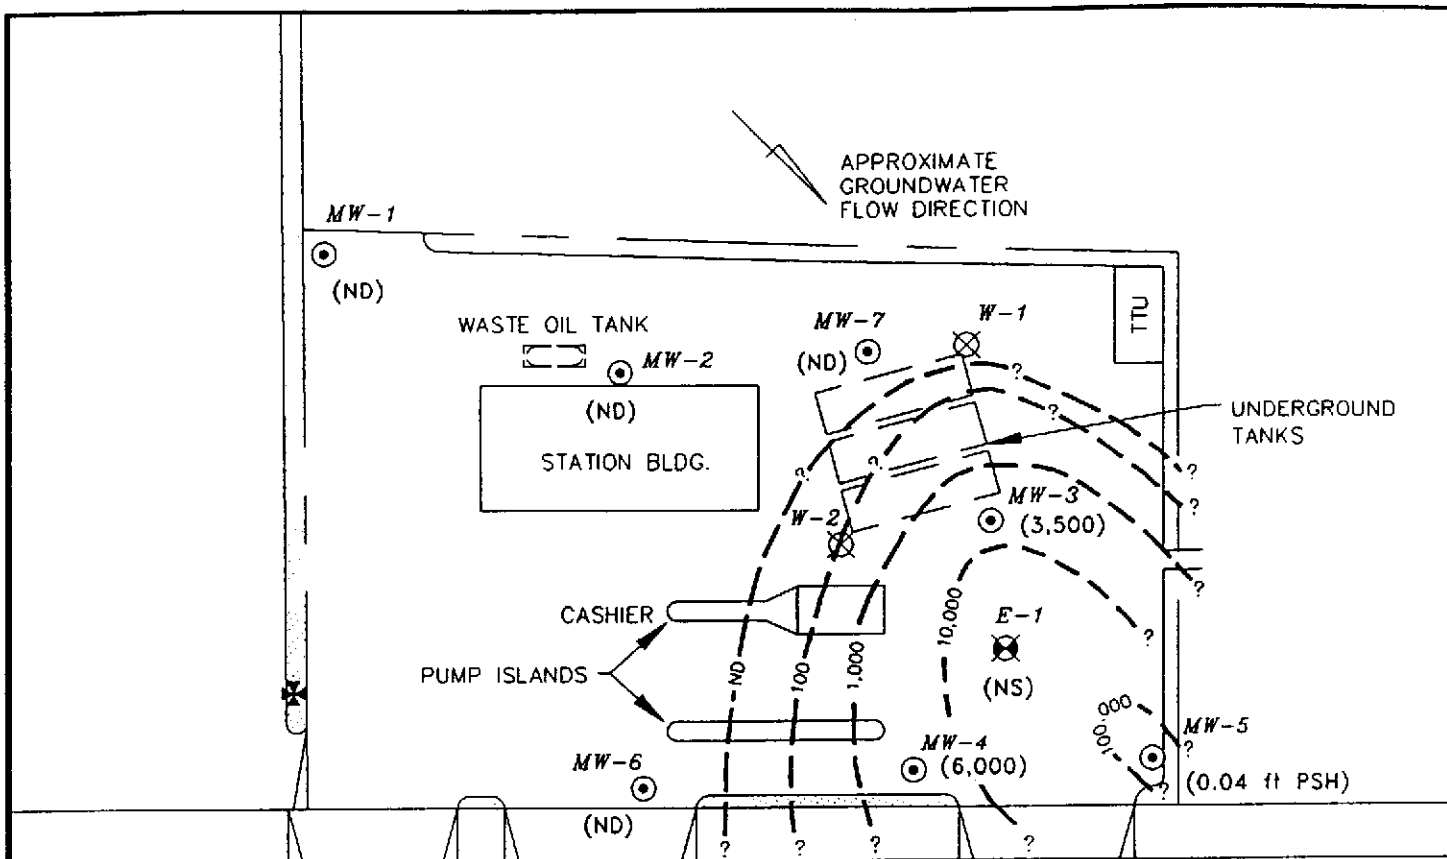 APPROXIMATE
GROUNDWATER
FLOW DIRECTION
MW-1
(ND)
WASTE OIL TANK
MW-2
(ND)
STATION BLDG.
MW-7
(ND)
W-1
TTU
UNDERGROUND
TANKS
?
?
?
?
?
?
?
MW-3
(3,500)
W-2
CASHIER
PUMP ISLANDS
ND
100
1,000
10,000
E-1
(NS)
?
100,000
MW-5
?
(0.04 ft PSH)
?
MW-4
(6,000)
MW-6
(ND)
?
?
?
?